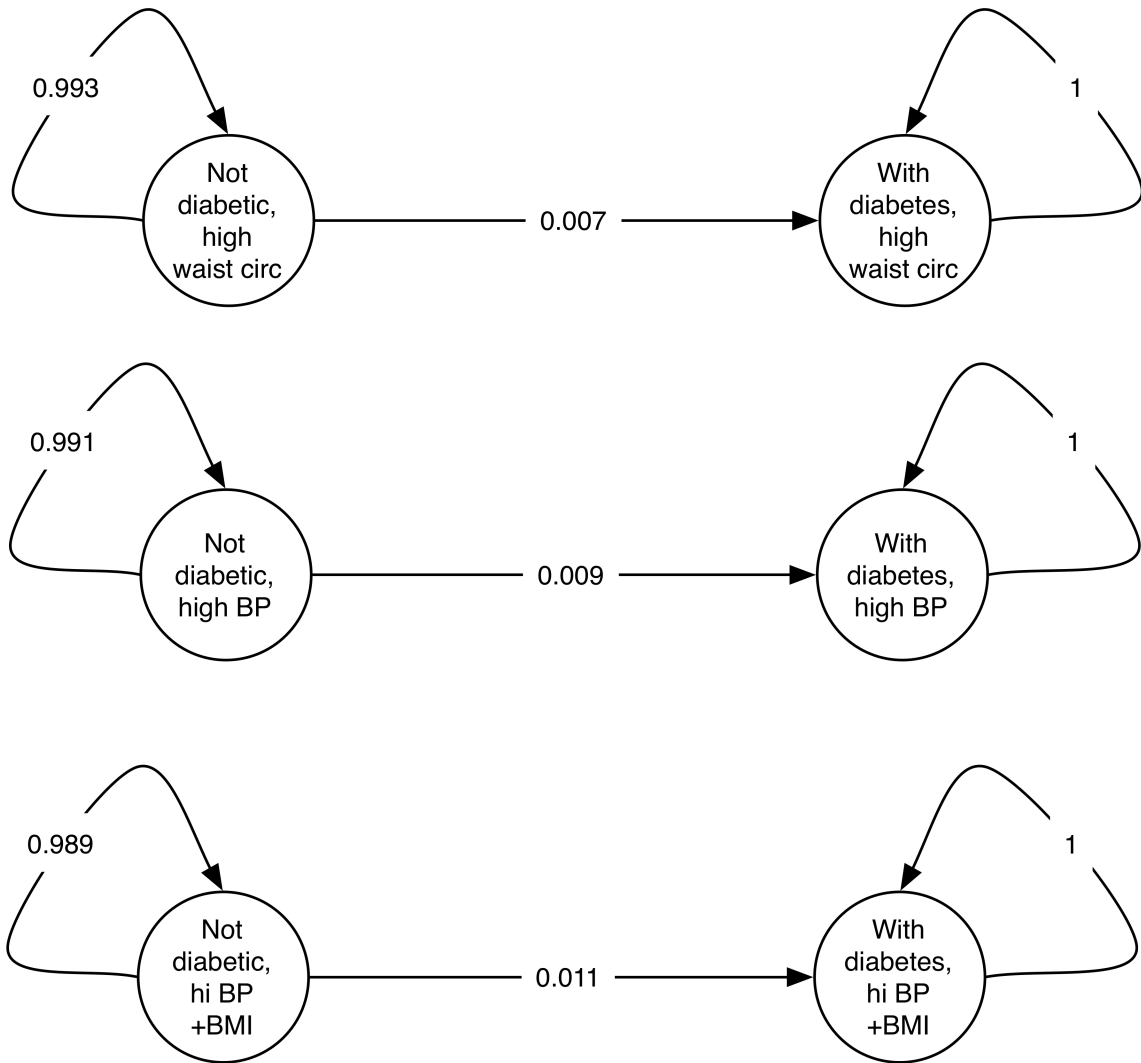 0.993
1
Not
diabetic,
high
waist circ
0.007
With
diabetes,
high
waist circ
0.991
1
Not
diabetic,
high BP
0.009
With
diabetes,
high BP
0.989
1
Not
diabetic,
hi BP
+BMI
0.011
With
diabetes,
hi BP
+BMI